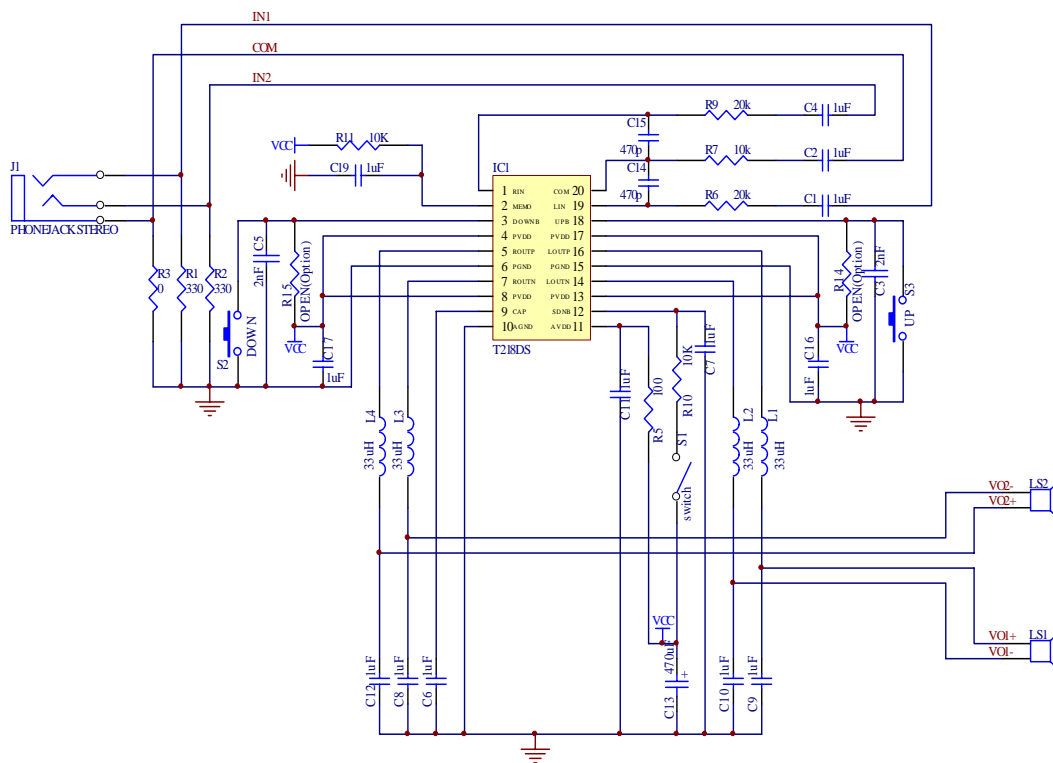 IN1
COM
IN2
R9 20k C4 1uF
C15
470p
R11 10K
VCC
R7 10k C2 1uF
C14
470p
C19 1uF
J1
IC1
R6 20k C1 1uF
PHONEJACK STEREO
1 RIN COM 20
2 MEMO LIN 19
3 DOWNB UPB 18
4 PVDD PVDD 17
5 ROUTP LOUTP 16
6 PGND PGND 15
7 ROUTN LOUTN 14
8 PVDD PVDD 13
9 CAP SDNB 12
10 AGND AVDD 11
T218DS
R3
0
R1
330
R2
330
C5
2nF
R15
OPEN(Option)
DOWN
S2
VCC
C17
1uF
R14
OPEN(Option)
C3
2nF
S3
UP
VCC
C16
1uF
C7
1uF
R10
10K
C11
1uF
R5
100
S1
switch
L4
33uH
L3
33uH
L2
33uH
L1
33uH
VO2- LS2
VO2+
VO1+ LS1
VO1-
VCC
C12
1uF
C8
1uF
C6
1uF
C13
470uF
+
C10
1uF
C9
1uF